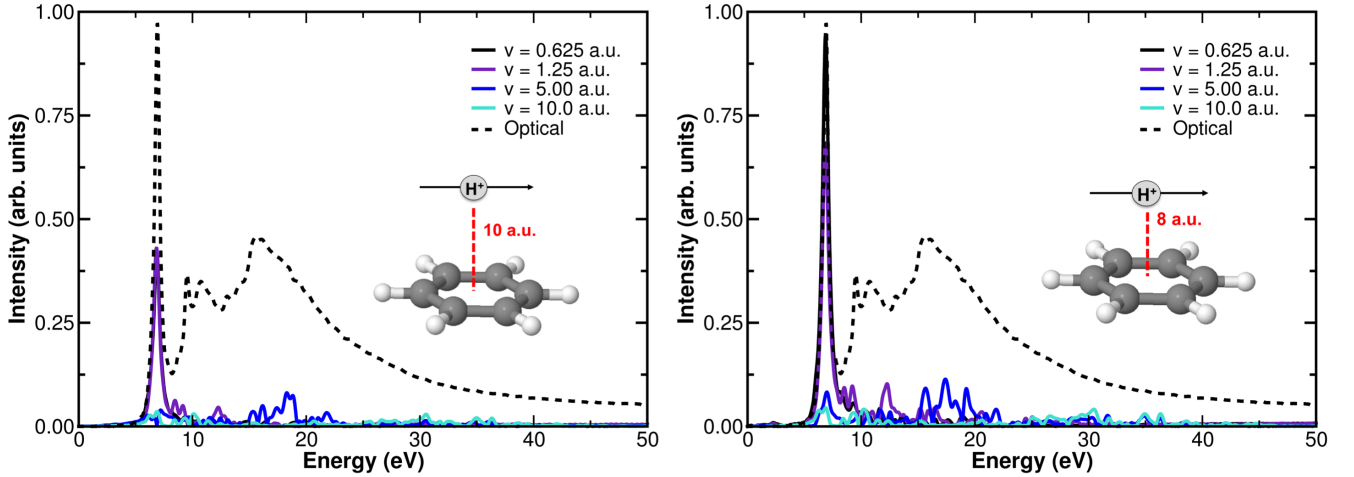 1.00
0.75
0.50
0.25
0.00
Intensity (arb. units)
v = 0.625 a.u.
v = 1.25 a.u.
v = 5.00 a.u.
v = 10.0 a.u.
Optical
H+
10 a.u.
0 10 20 30 40 50
Energy (eV)
1.00
0.75
0.50
0.25
0.00
Intensity (arb. units)
v = 0.625 a.u.
v = 1.25 a.u.
v = 5.00 a.u.
v = 10.0 a.u.
Optical
H+
8 a.u.
0 10 20 30 40 50
Energy (eV)